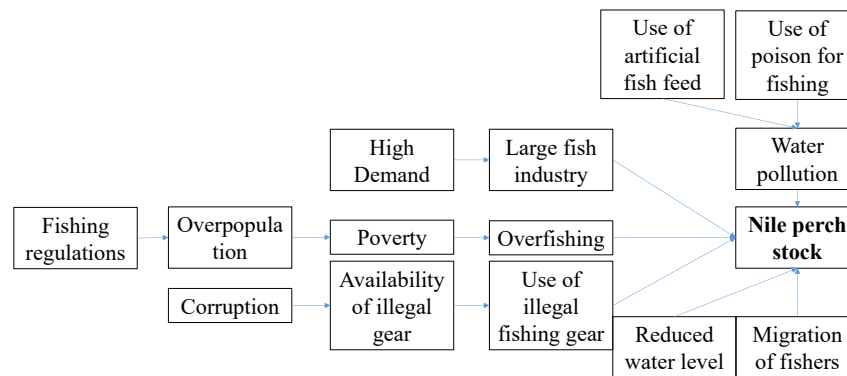 Use of
artificial
fish feed
Use of
poison for
fishing
High
Demand
Large fish
industry
Water
pollution
Fishing
regulations
Overpopula
tion
Poverty
Overfishing
Nile perch
stock
Corruption
Availability
of illegal
gear
Use of
illegal
fishing gear
Reduced
water level
Migration
of fishers